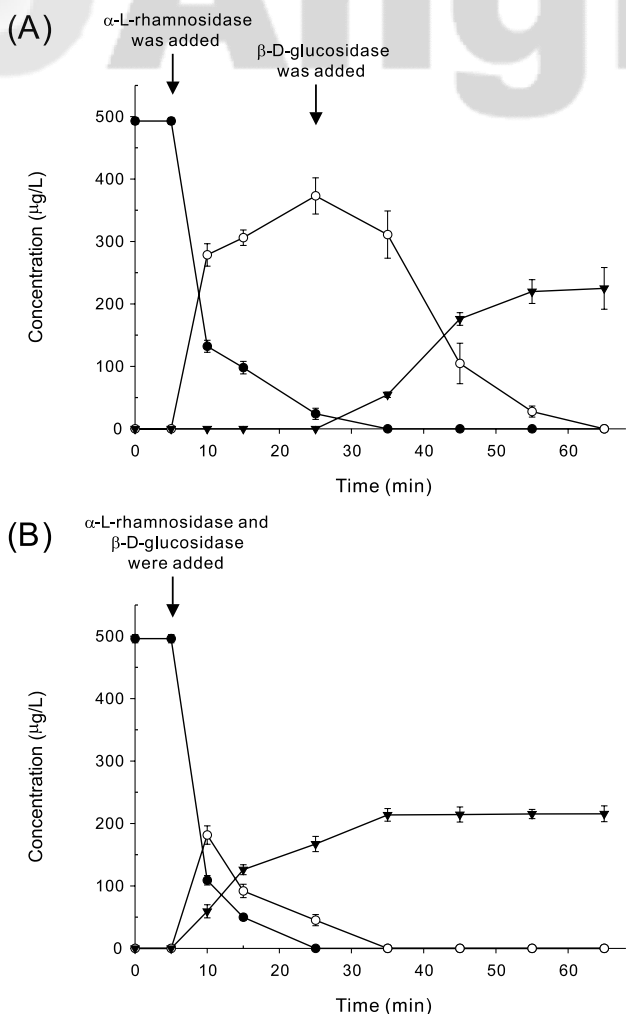 (A)
α-L-rhamnosidase
was added
β-D-glucosidase
was added
500
400
300
200
100
0
Concentration (μg/L)
0 10 20 30 40 50 60
Time (min)
(B)
α-L-rhamnosidase and
β-D-glucosidase
were added
500
400
300
200
100
0
Concentration (μg/L)
0 10 20 30 40 50 60
Time (min)